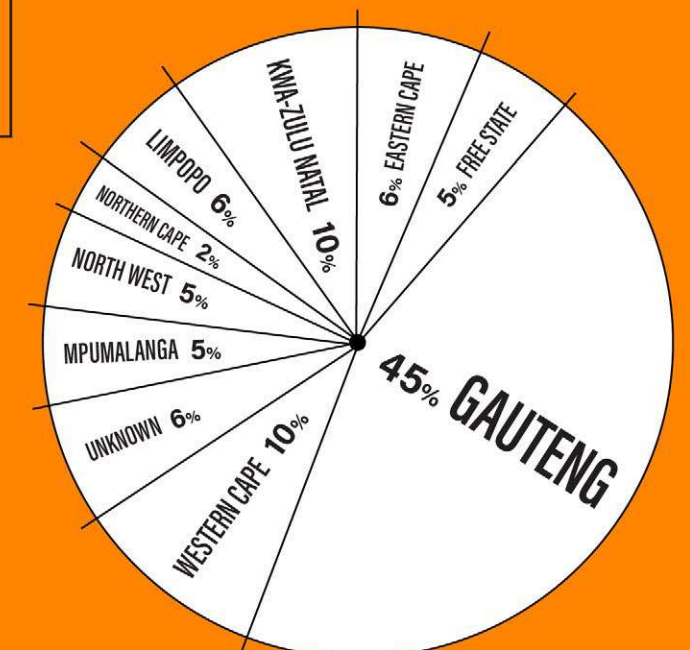 6% EASTERN CAPE
5% FREE STATE
45% GAUTENG
WESTERN CAPE 10%
UNKNOWN 6%
MPUMALANGA 5%
NORTH WEST 5%
NORTHERN CAPE 2%
LIMPOPO 6%
KWA-ZULU NATAL 10%